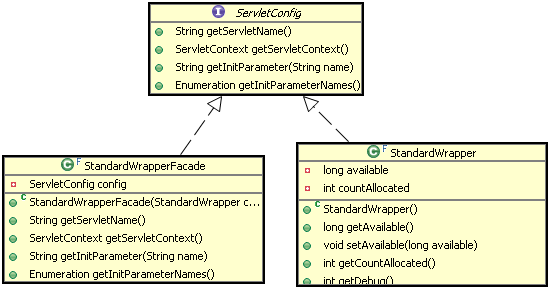 ServletConfig
String getServletName()
ServletContext getServletContext()
String getInitParameter(String name)
Enumeration getInitParameterNames()
StandardWrapperFacade
ServletConfig config
StandardWrapperFacade(StandardWrapper c...
String getServletName()
ServletContext getServletContext()
String getInitParameter(String name)
Enumeration getInitParameterNames()
StandardWrapper
long available
int countAllocated
StandardWrapper()
long getAvailable()
void setAvailable(long available)
int getCountAllocated()
int getDebug()